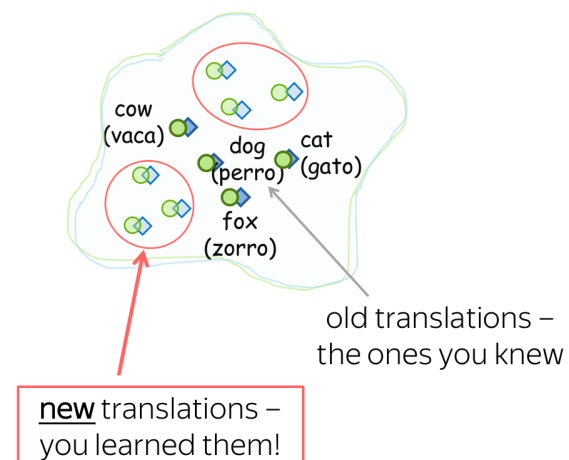 cow
(vaca)
dog
(perro)
cat
(gato)
fox
(zorro)
old translations –
the ones you knew
new translations –
you learned them!